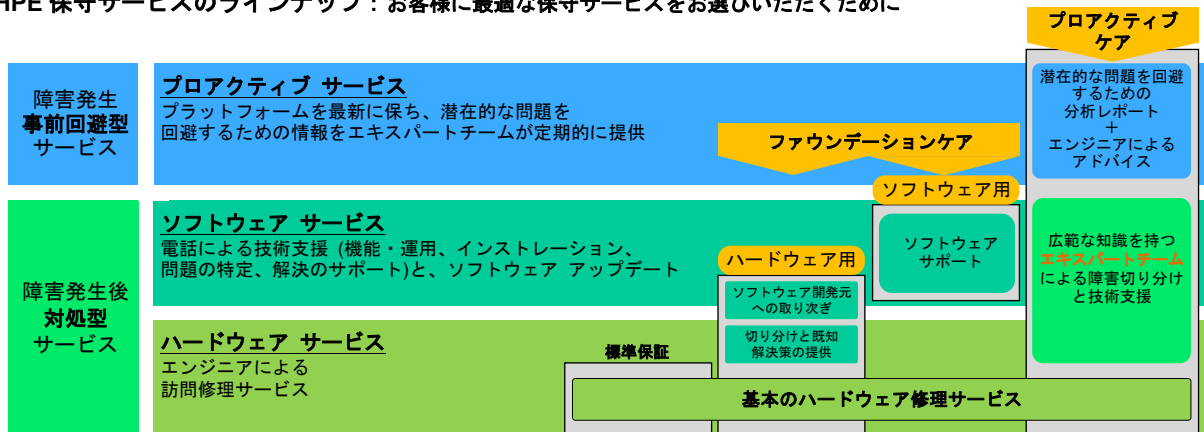 HPE 保守サービスのラインナップ：お客様に最適な保守サービスをお選びいただくために
プロアクティブ
ケア
障害発生
事前回避型
サービス
プロアクティブ サービス
プラットフォームを最新に保ち、潜在的な問題を
回避するための情報をエキスパートチームが定期的に提供
潜在的な問題を回避
するための
分析レポート
＋
エンジニアによる
アドバイス
ファウンデーションケア
ソフトウェア用
障害発生後
対処型
サービス
ソフトウェア サービス
電話による技術支援 (機能・運用、インストレーション、
問題の特定、解決のサポート)と、ソフトウェア アップデート
ソフトウェア
サポート
広範な知識を持つ
エキスパートチーム
による障害切り分け
と技術支援
ハードウェア用
ソフトウェア開発元
への取り次ぎ
切り分けと既知
解決策の提供
ハードウェア サービス
エンジニアによる
訪問修理サービス
標準保証
基本のハードウェア修理サービス